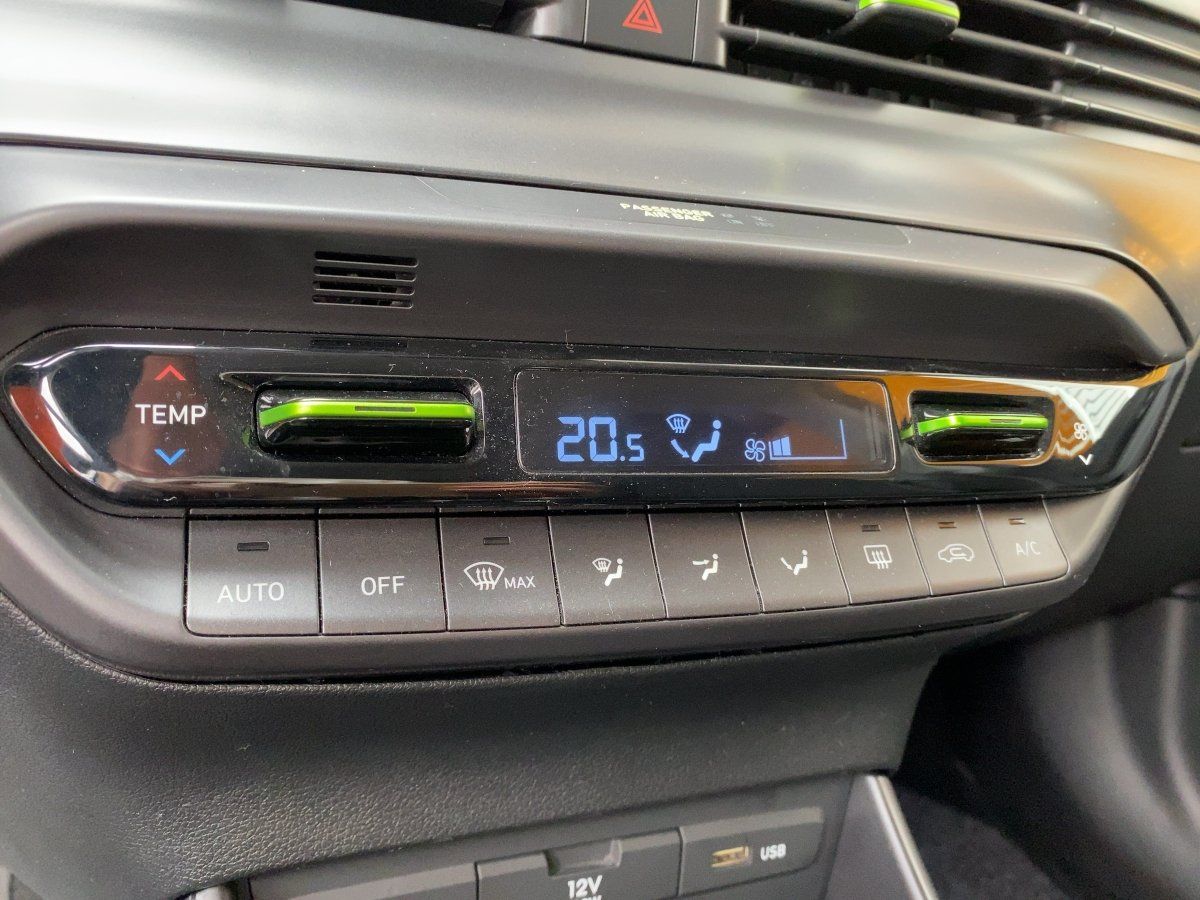 PASSENGER
AIR BAG
TEMP
20.5
AUTO
OFF
MAX
A/C
12V
USB